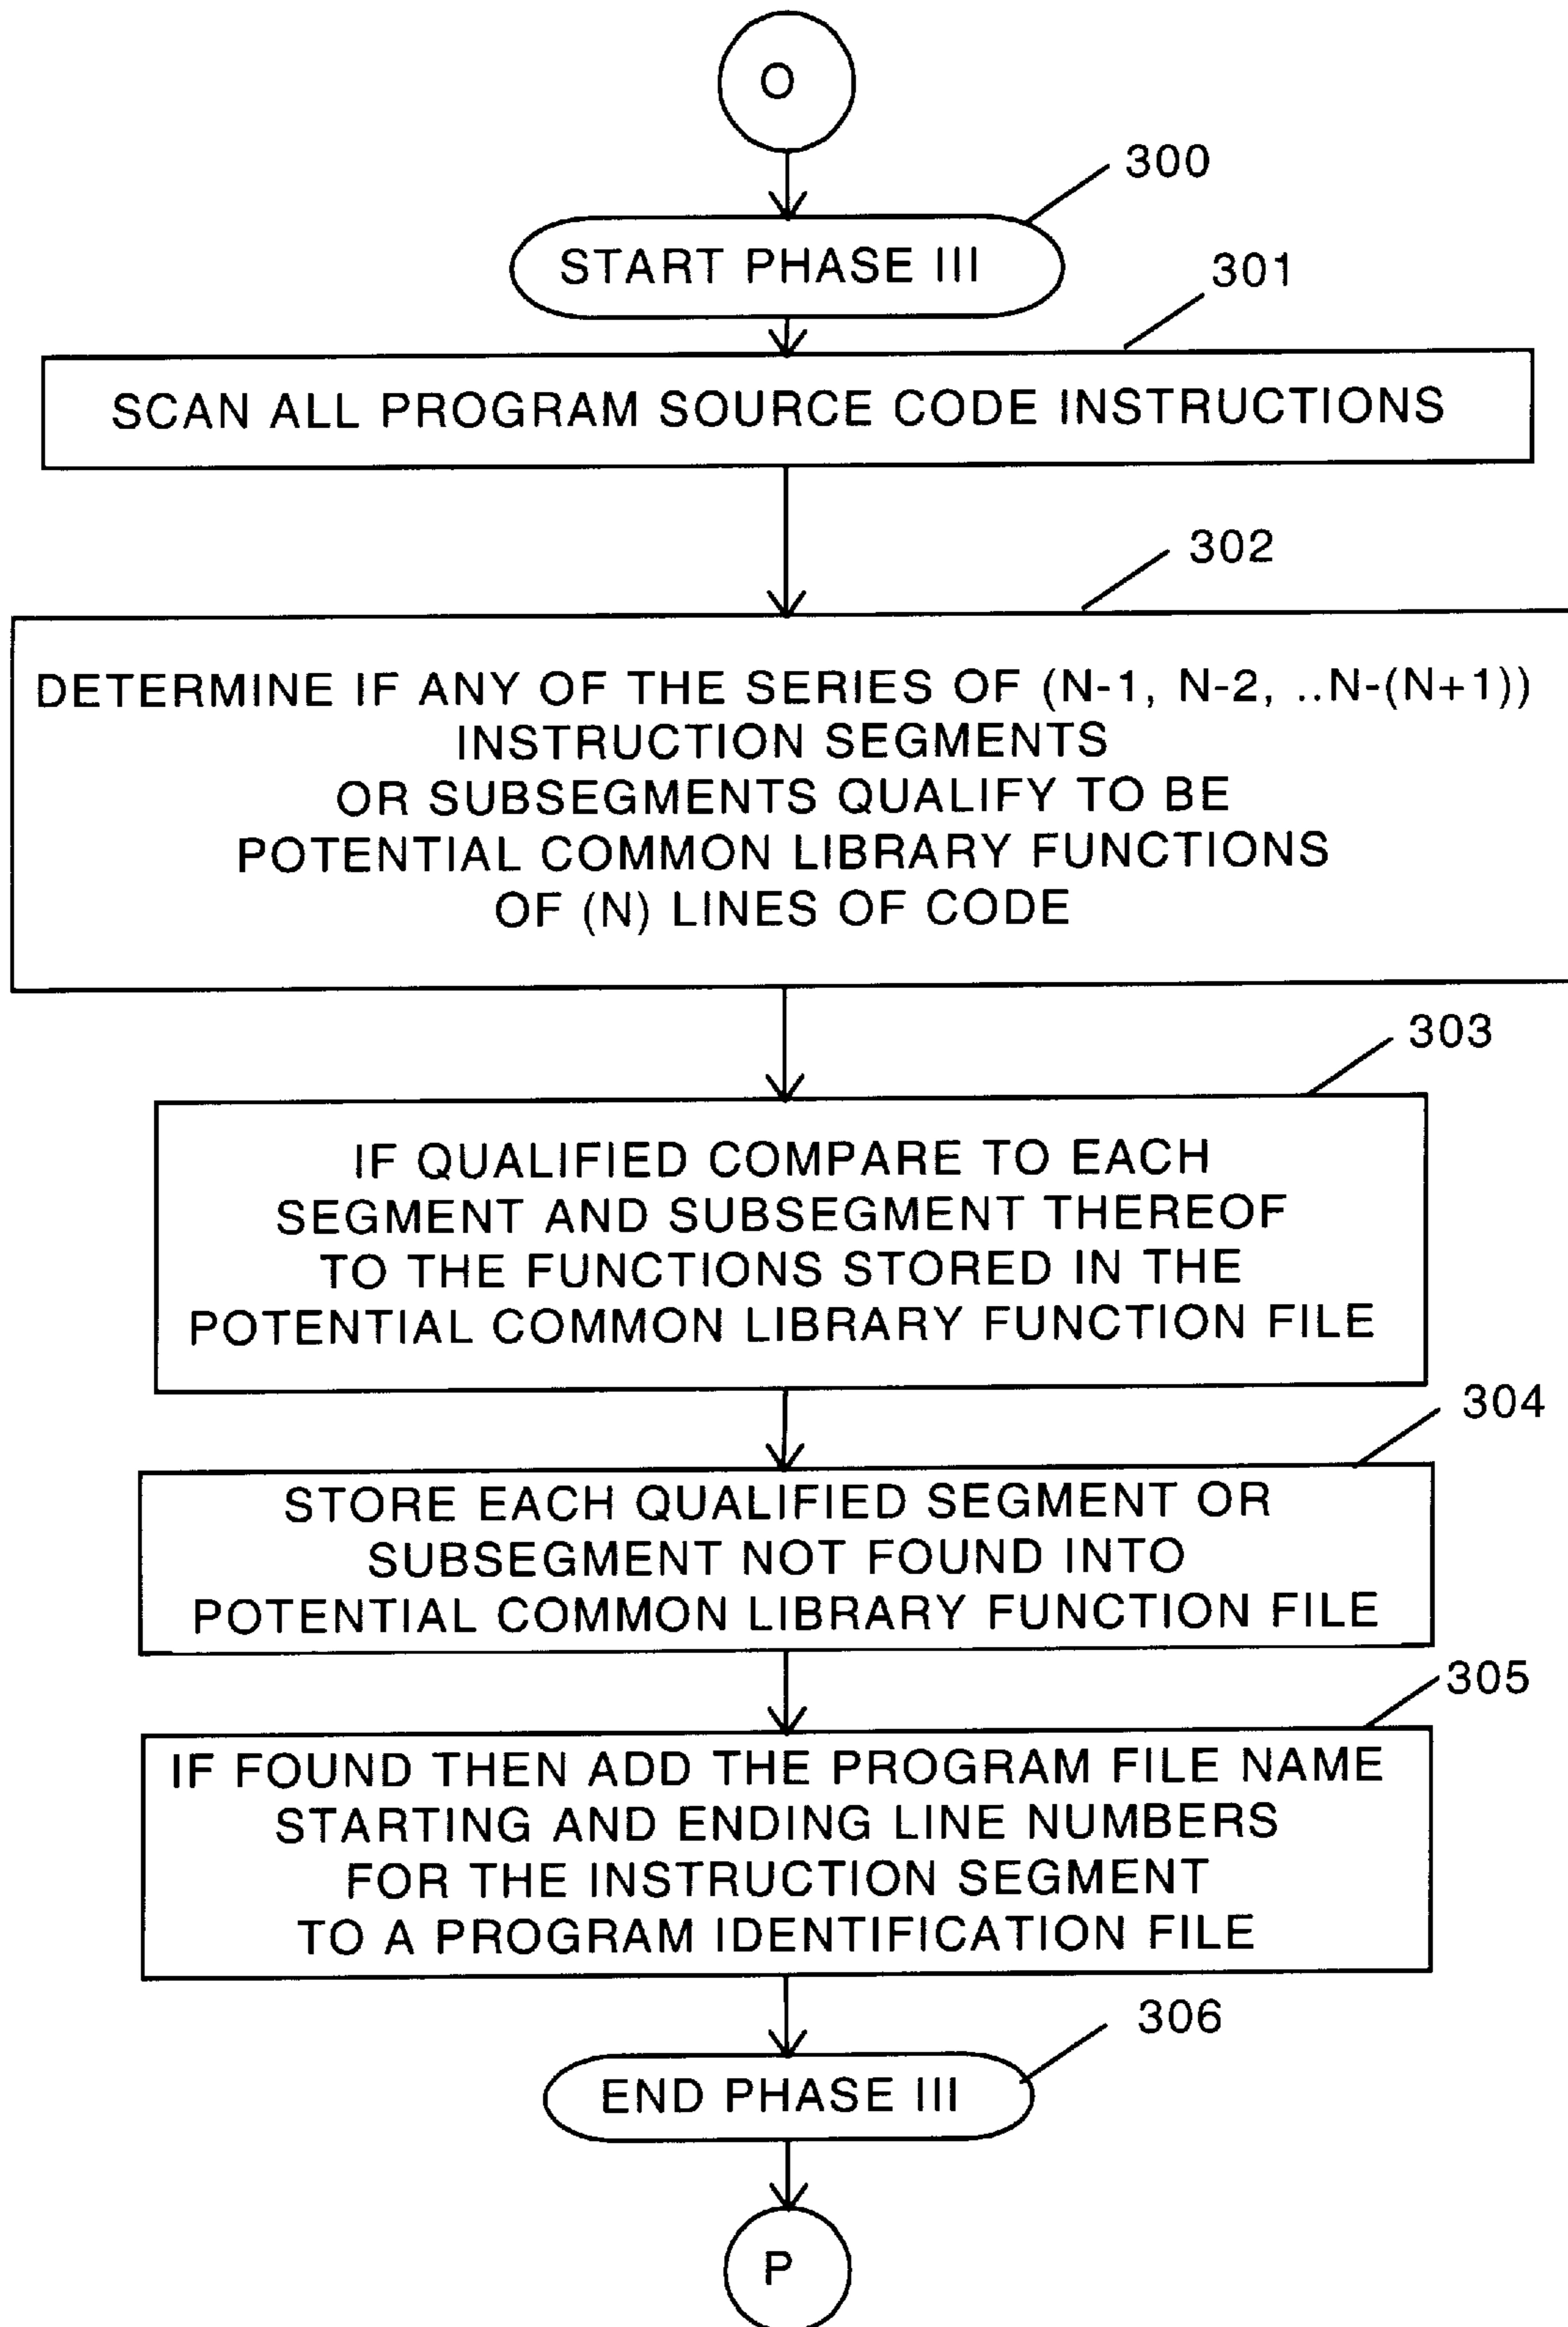 O
300
START PHASE III
301
SCAN ALL PROGRAM SOURCE CODE INSTRUCTIONS
302
DETERMINE IF ANY OF THE SERIES OF (N-1, N-2, ..N-(N+1))
INSTRUCTION SEGMENTS
OR SUBSEGMENTS QUALIFY TO BE
POTENTIAL COMMON LIBRARY FUNCTIONS
OF (N) LINES OF CODE
303
IF QUALIFIED COMPARE TO EACH
SEGMENT AND SUBSEGMENT THEREOF
TO THE FUNCTIONS STORED IN THE
POTENTIAL COMMON LIBRARY FUNCTION FILE
304
STORE EACH QUALIFIED SEGMENT OR
SUBSEGMENT NOT FOUND INTO
POTENTIAL COMMON LIBRARY FUNCTION FILE
305
IF FOUND THEN ADD THE PROGRAM FILE NAME
STARTING AND ENDING LINE NUMBERS
FOR THE INSTRUCTION SEGMENT
TO A PROGRAM IDENTIFICATION FILE
306
END PHASE III
P